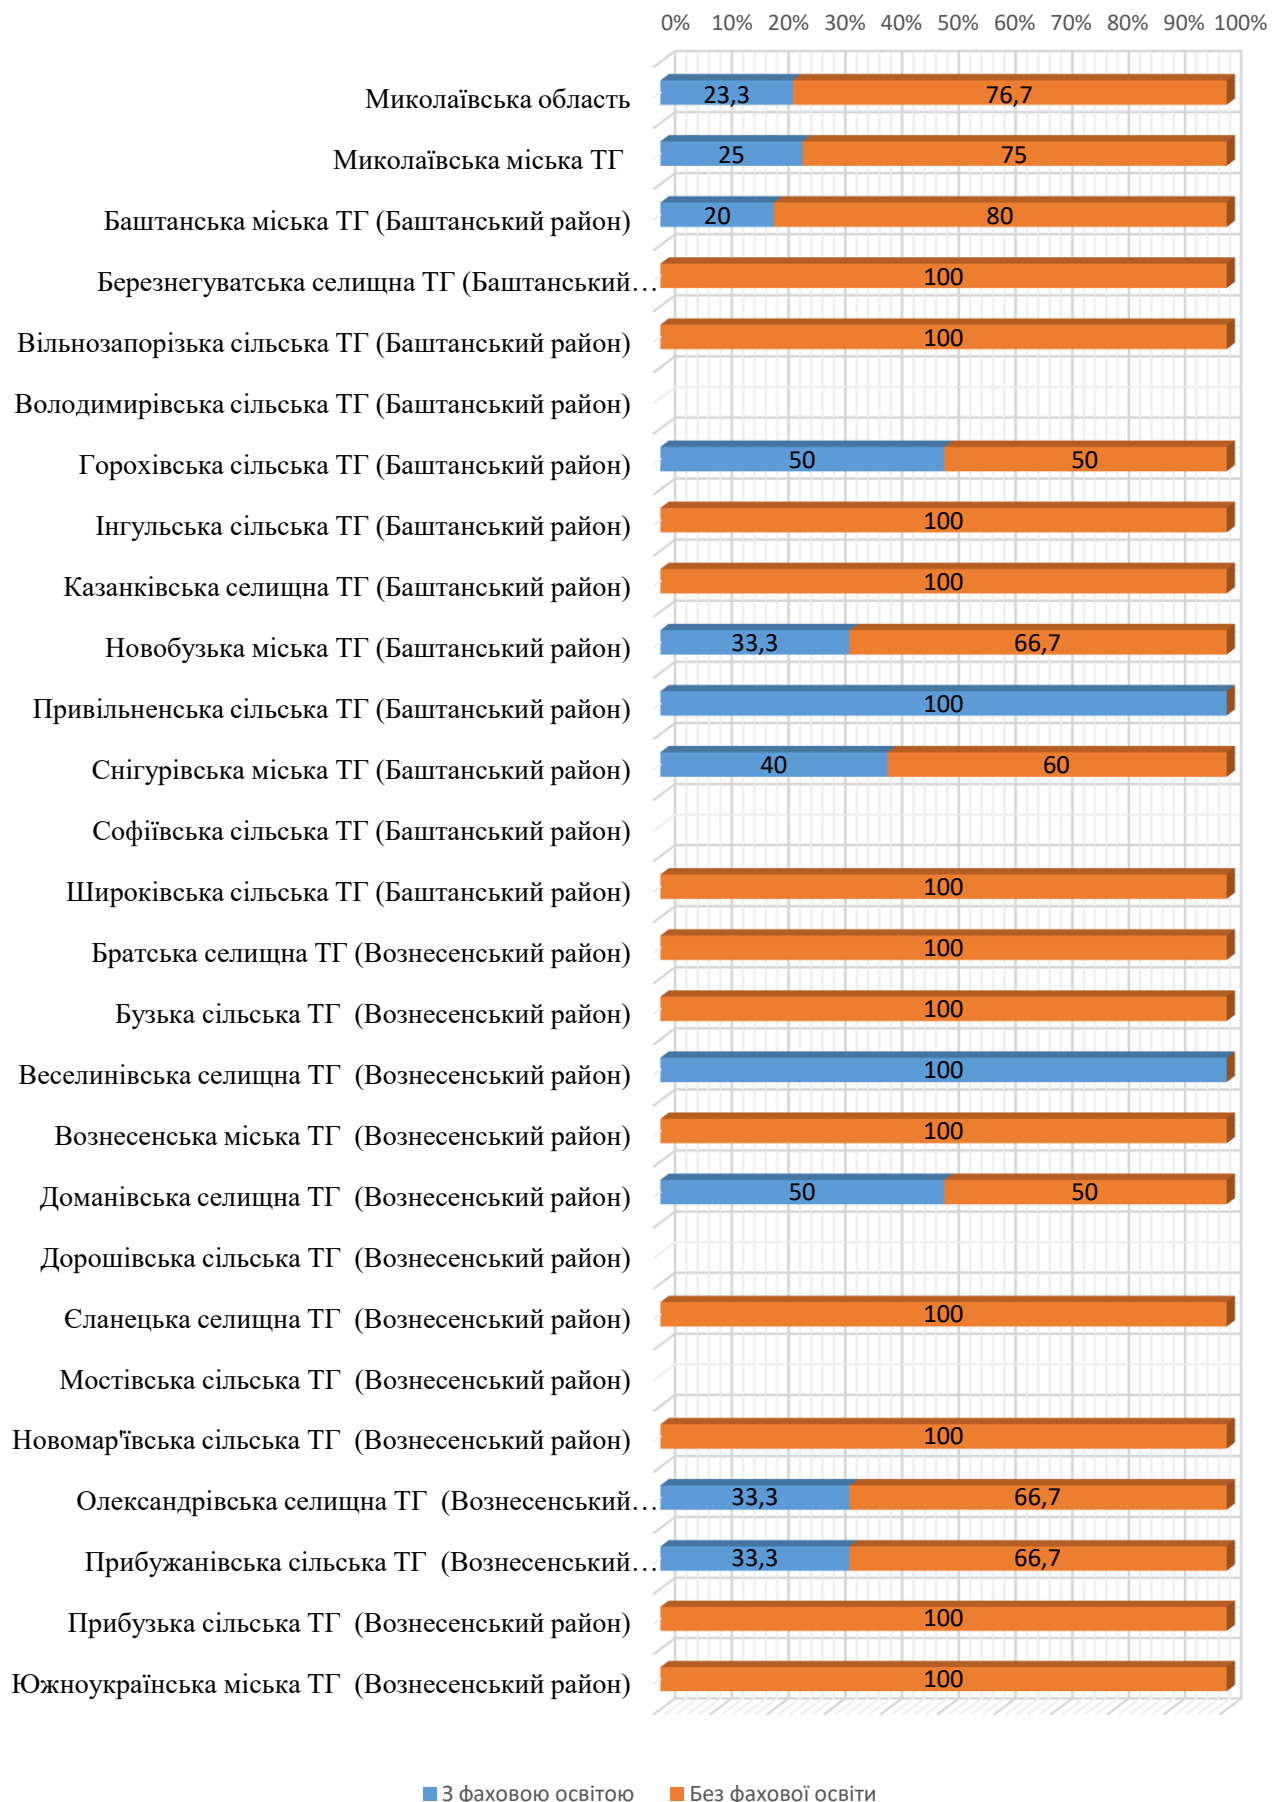 0% 10% 20% 30% 40% 50% 60% 70% 80% 90% 100%
Миколаївська область 23,3 76,7
Миколаївська міська ТГ 25 75
Баштанська міська ТГ (Баштанський район) 20 80
Березнегуватська селищна ТГ (Баштанський… 100
Вільнозапорізька сільська ТГ (Баштанський район) 100
Володимирівська сільська ТГ (Баштанський район)
Горохівська сільська ТГ (Баштанський район) 50 50
Інгульська сільська ТГ (Баштанський район) 100
Казанківська селищна ТГ (Баштанський район) 100
Новобузька міська ТГ (Баштанський район) 33,3 66,7
Привільненська сільська ТГ (Баштанський район) 100
Снігурівська міська ТГ (Баштанський район) 40 60
Софіївська сільська ТГ (Баштанський район)
Широківська сільська ТГ (Баштанський район) 100
Братська селищна ТГ (Вознесенський район) 100
Бузька сільська ТГ (Вознесенський район) 100
Веселинівська селищна ТГ (Вознесенський район) 100
Вознесенська міська ТГ (Вознесенський район) 100
Доманівська селищна ТГ (Вознесенський район) 50 50
Дорошівська сільська ТГ (Вознесенський район)
Єланецька селищна ТГ (Вознесенський район) 100
Мостівська сільська ТГ (Вознесенський район)
Новомар'ївська сільська ТГ (Вознесенський район) 100
Олександрівська селищна ТГ (Вознесенський… 33,3 66,7
Прибужанівська сільська ТГ (Вознесенський… 33,3 66,7
Прибузька сільська ТГ (Вознесенський район) 100
Южноукраїнська міська ТГ (Вознесенський район) 100
З фаховою освітою Без фахової освіти